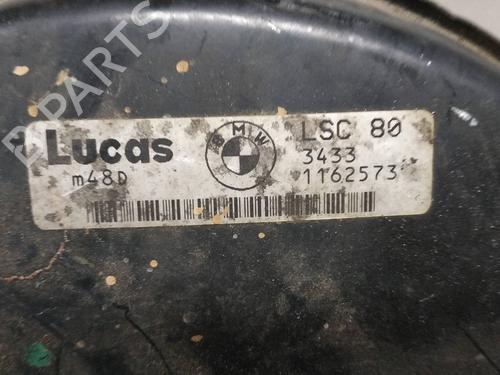 B-PARTS
Lucas
BMW
LSC 80
m48D
3433
1162573